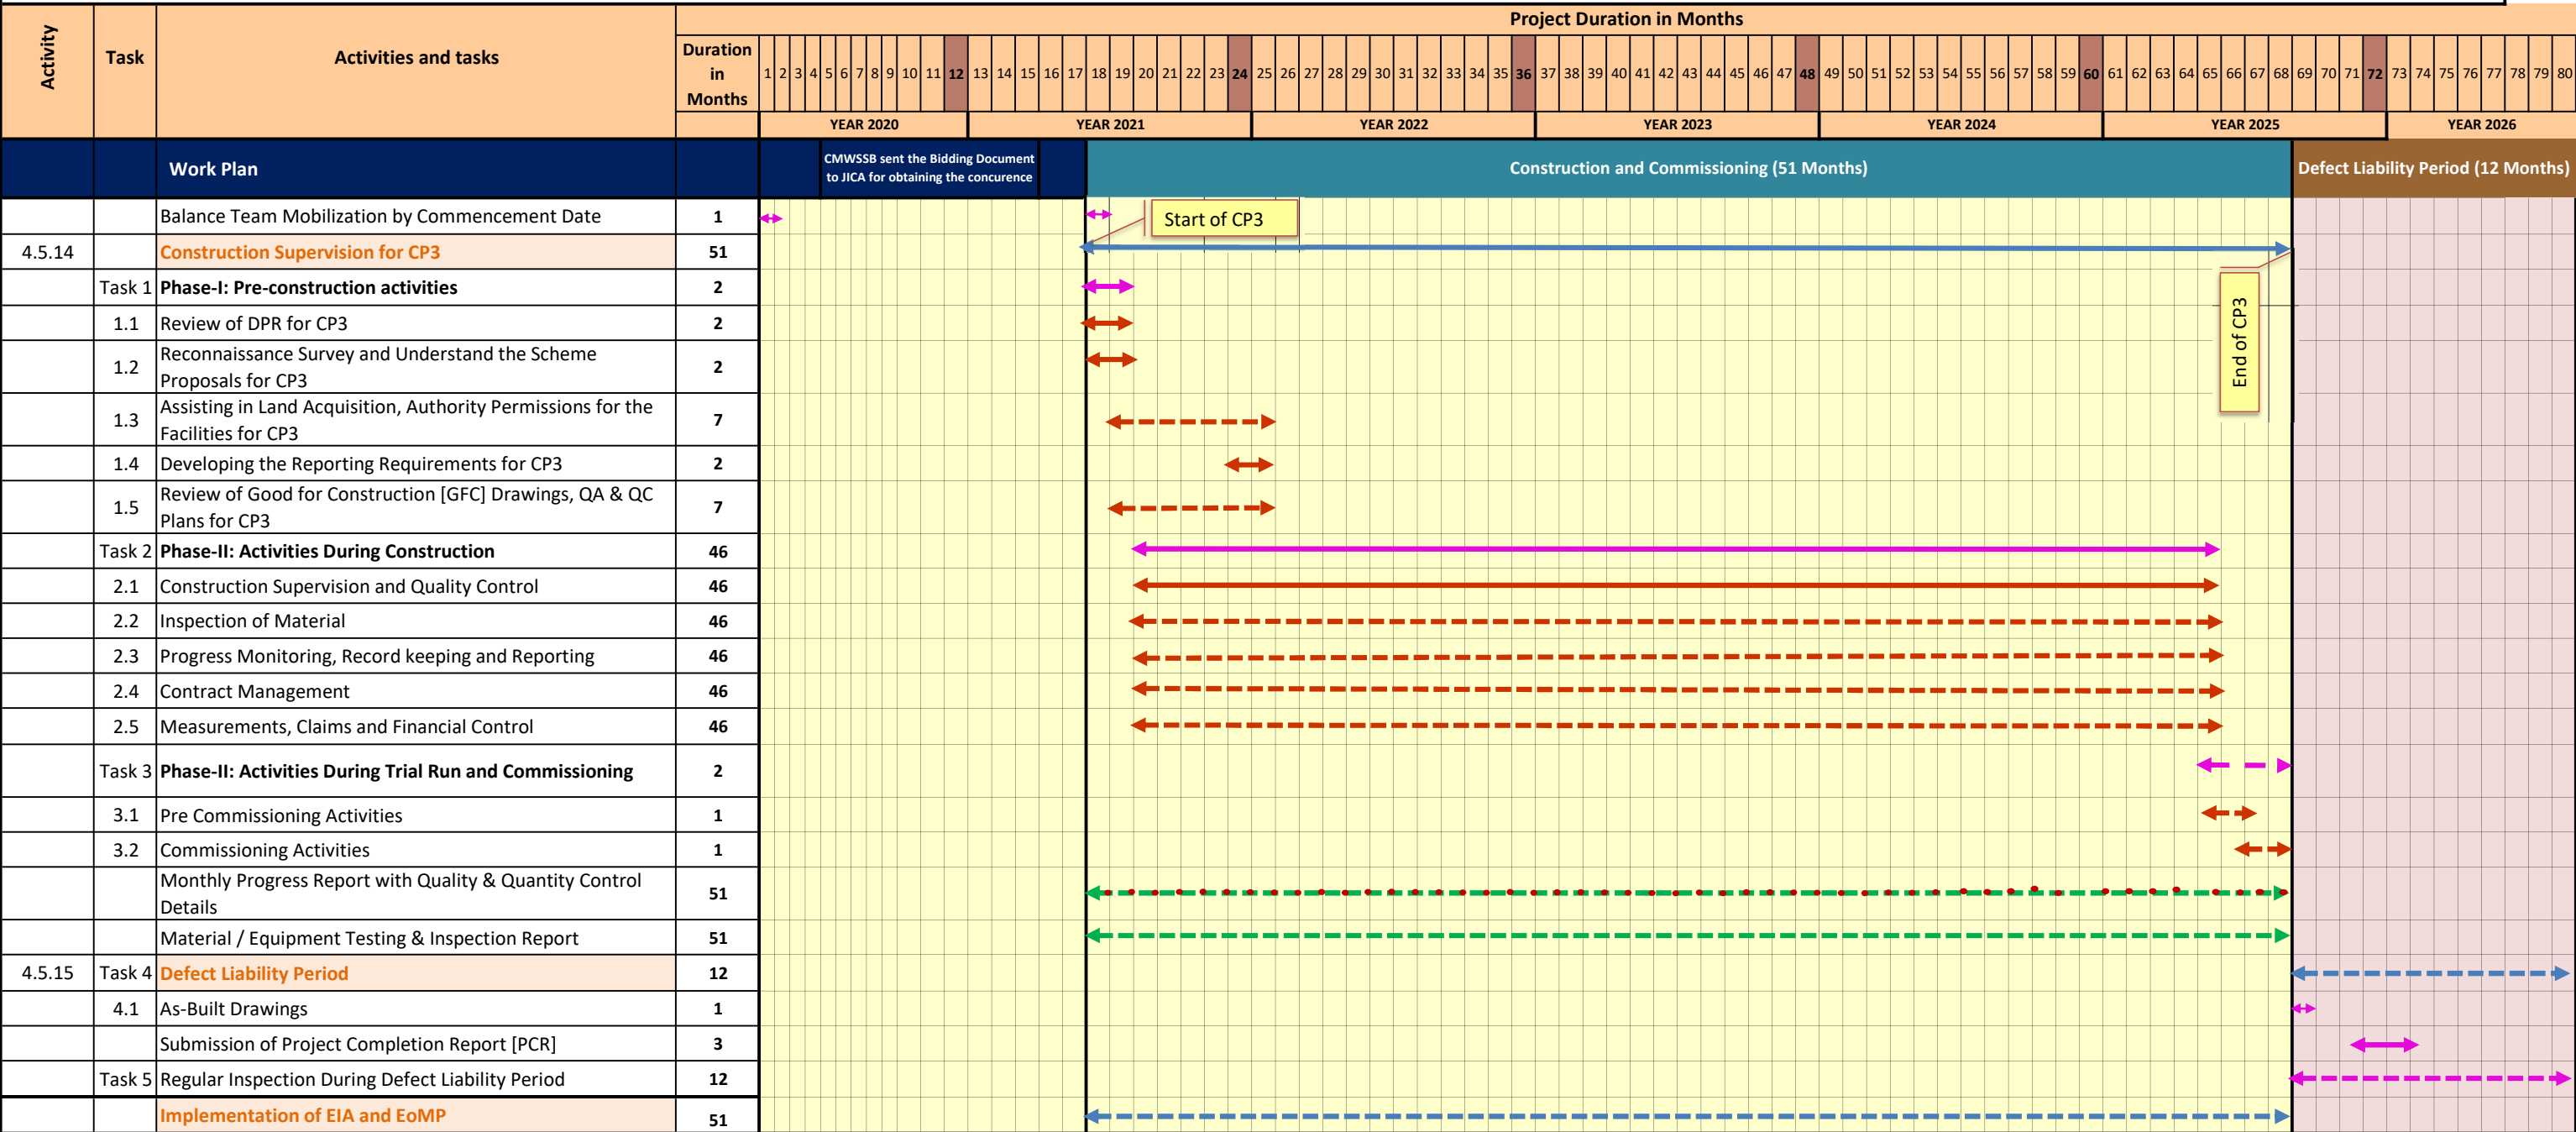 Project Duration in Months
Activity Task Activities and tasks Duration in Months
1 2 3 4 5 6 7 8 9 10 11 12 13 14 15 16 17 18 19 20 21 22 23 24 25 26 27 28 29 30 31 32 33 34 35 36 37 38 39 40 41 42 43 44 45 46 47 48 49 50 51 52 53 54 55 56 57 58 59 60 61 62 63 64 65 66 67 68 69 70 71 72 73 74 75 76 77 78 79 80
YEAR 2020 YEAR 2021 YEAR 2022 YEAR 2023 YEAR 2024 YEAR 2025 YEAR 2026
Work Plan
CMWSSB sent the Bidding Document
to JICA for obtaining the concurence
Construction and Commissioning (51 Months)
Defect Liability Period (12 Months)
Balance Team Mobilization by Commencement Date 1
Start of CP3
4.5.14 Construction Supervision for CP3 51
End of CP3
Task 1 Phase-I: Pre-construction activities 2
1.1 Review of DPR for CP3 2
1.2 Reconnaissance Survey and Understand the Scheme
Proposals for CP3 2
1.3 Assisting in Land Acquisition, Authority Permissions for the
Facilities for CP3 7
1.4 Developing the Reporting Requirements for CP3 2
1.5 Review of Good for Construction [GFC] Drawings, QA & QC
Plans for CP3 7
Task 2 Phase-II: Activities During Construction 46
2.1 Construction Supervision and Quality Control 46
2.2 Inspection of Material 46
2.3 Progress Monitoring, Record keeping and Reporting 46
2.4 Contract Management 46
2.5 Measurements, Claims and Financial Control 46
Task 3 Phase-II: Activities During Trial Run and Commissioning 2
3.1 Pre Commissioning Activities 1
3.2 Commissioning Activities 1
Monthly Progress Report with Quality & Quantity Control
Details 51
Material / Equipment Testing & Inspection Report 51
4.5.15 Task 4 Defect Liability Period 12
4.1 As-Built Drawings 1
Submission of Project Completion Report [PCR] 3
Task 5 Regular Inspection During Defect Liability Period 12
Implementation of EIA and EoMP 51